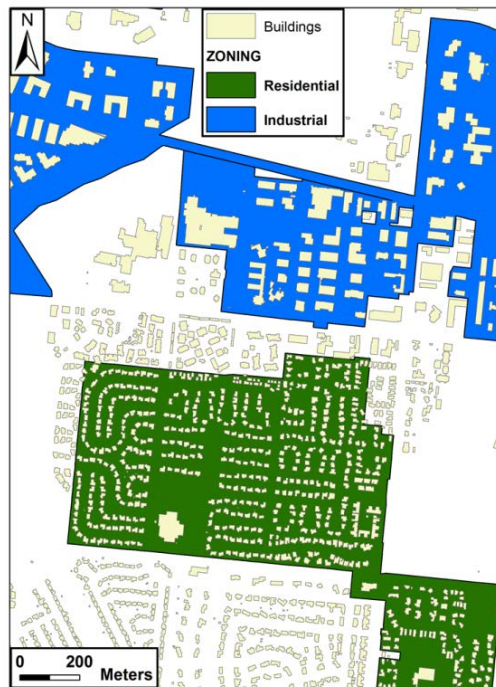 N
Buildings
ZONING
Residential
Industrial
0 200
Meters